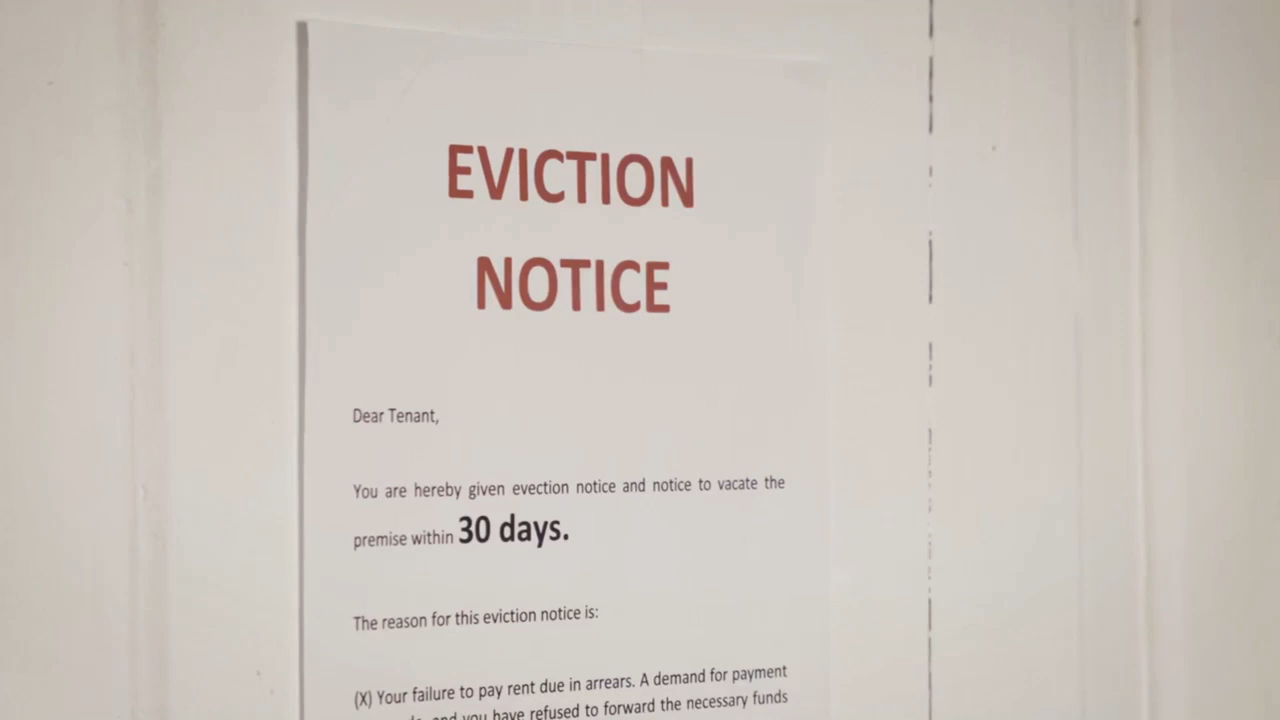 EVICTION
NOTICE
Dear Tenant,
You are hereby given evection notice and notice to vacate the
premise within 30 days.
The reason for this eviction notice is:
(X) Your failure to pay rent due in arrears. A demand for payment
and you have refused to forward the necessary funds